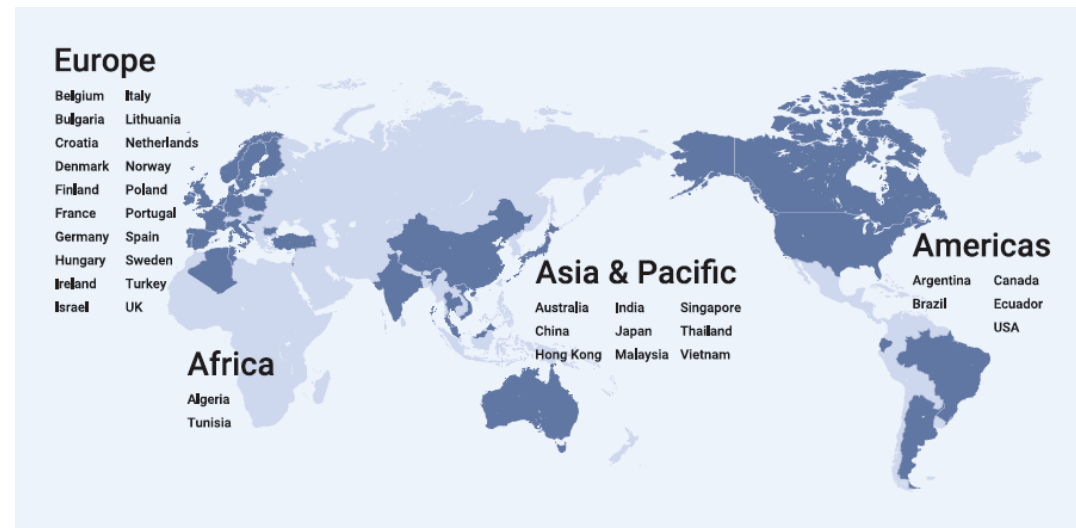 Europe
Belgium Italy
Bulgaria Lithuania
Croatia Netherlands
Denmark Norway
Finland Poland
France Portugal
Germany Spain
Hungary Sweden
Ireland Turkey
Israel UK
Africa
Algeria
Tunisia
Asia & Pacific
Australia India Singapore
China Japan Thailand
Hong Kong Malaysia Vietnam
Americas
Argentina Canada
Brazil Ecuador
USA